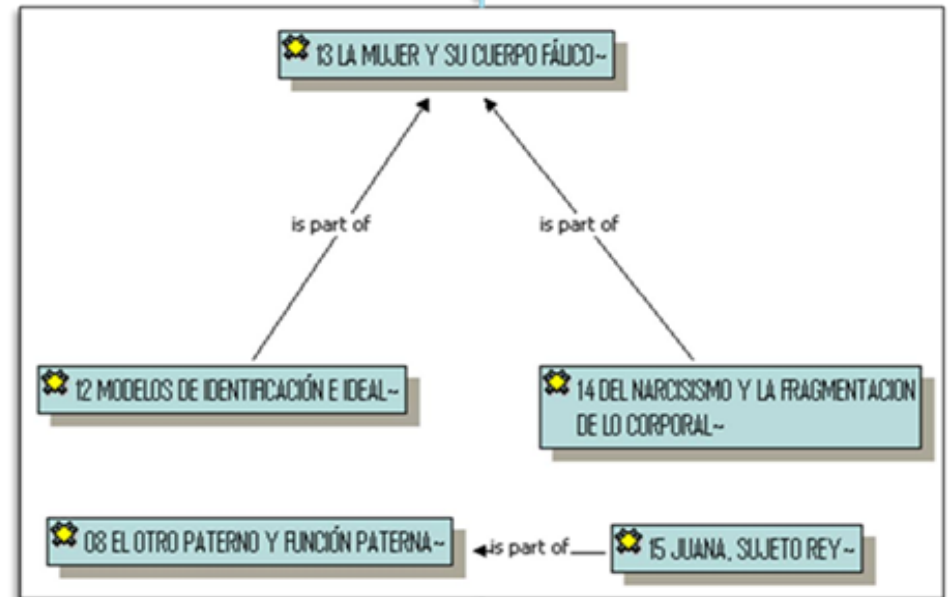 13 LA MUJER Y SU CUERPO FÁLICO~
is part of
is part of
12 MODELOS DE IDENTIFICACIÓN E IDEAL~
14 DEL NARCISISMO Y LA FRAGMENTACION
DE LO CORPORAL~
08 EL OTRO PATERNO Y FUNCIÓN PATERNA~
is part of
15 JUANA, SUJETO REY~